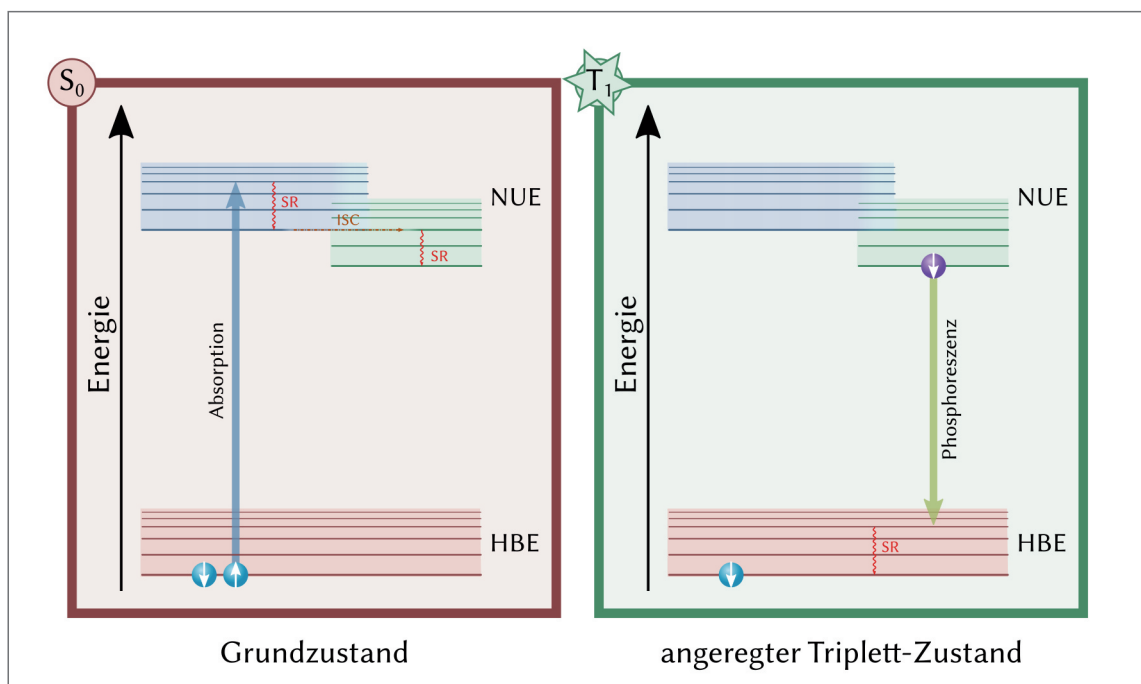 S₀
T₁
NUE
SR
ISC
SR
Absorption
Energie
HBE
Grundzustand
NUE
Phosphoreszenz
Energie
HBE
SR
angeregter Triplett-Zustand